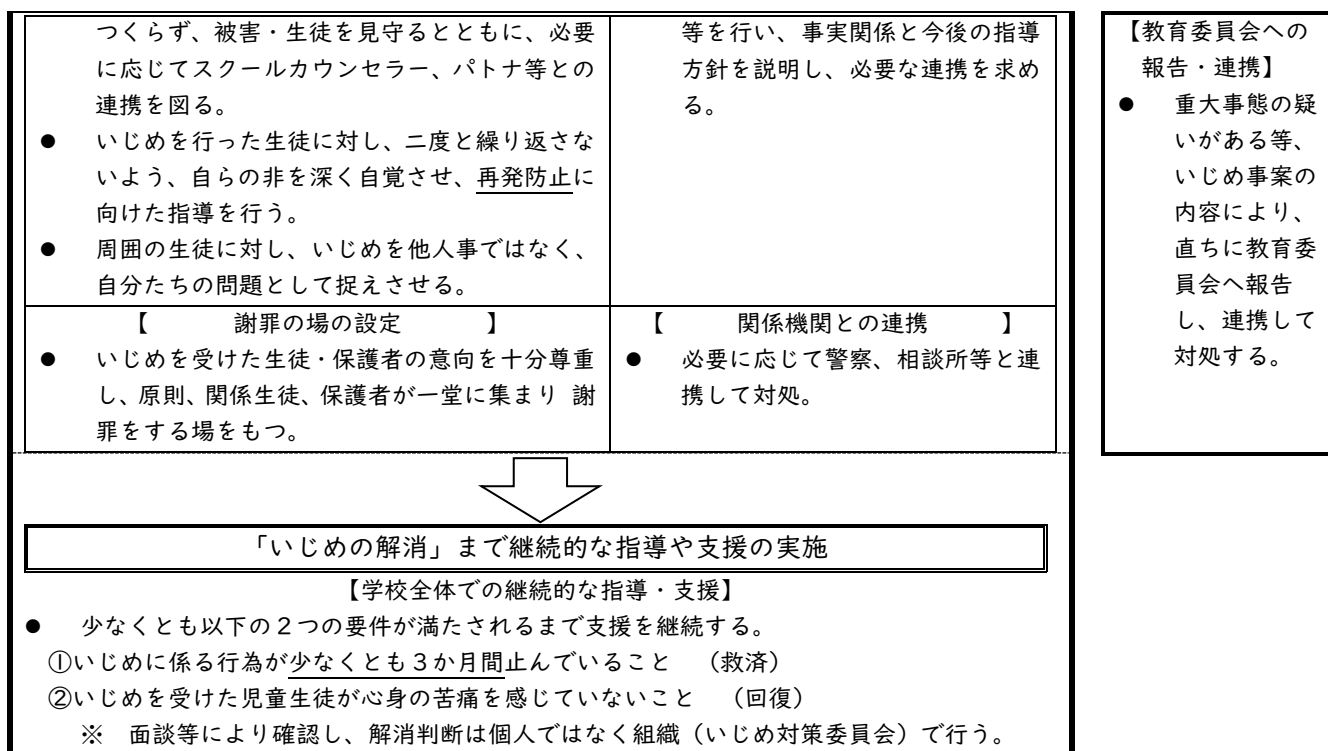 つくらず、被害・生徒を見守るとともに、必要
に応じてスクールカウンセラー、パトナ等との
連携を図る。
● いじめを行った生徒に対し、二度と繰り返さな
いよう、自らの非を深く自覚させ、再発防止に
向けた指導を行う。
● 周囲の生徒に対し、いじめを他人事ではなく、
自分たちの問題として捉えさせる。
等を行い、事実関係と今後の指導
方針を説明し、必要な連携を求め
る。
【 謝罪の場の設定 】
● いじめを受けた生徒・保護者の意向を十分尊重
し、原則、関係生徒、保護者が一堂に集まり 謝
罪をする場をもつ。
【 関係機関との連携 】
● 必要に応じて警察、相談所等と連
携して対処。
【教育委員会への
報告・連携】
● 重大事態の疑
いがある等、
いじめ事案の
内容により、
直ちに教育委
員会へ報告
し、連携して
対処する。
「いじめの解消」まで継続的な指導や支援の実施
【学校全体での継続的な指導・支援】
● 少なくとも以下の２つの要件が満たされるまで支援を継続する。
①いじめに係る行為が少なくとも３か月間止んでいること （救済）
②いじめを受けた児童生徒が心身の苦痛を感じていないこと （回復）
※ 面談等により確認し、解消判断は個人ではなく組織（いじめ対策委員会）で行う。